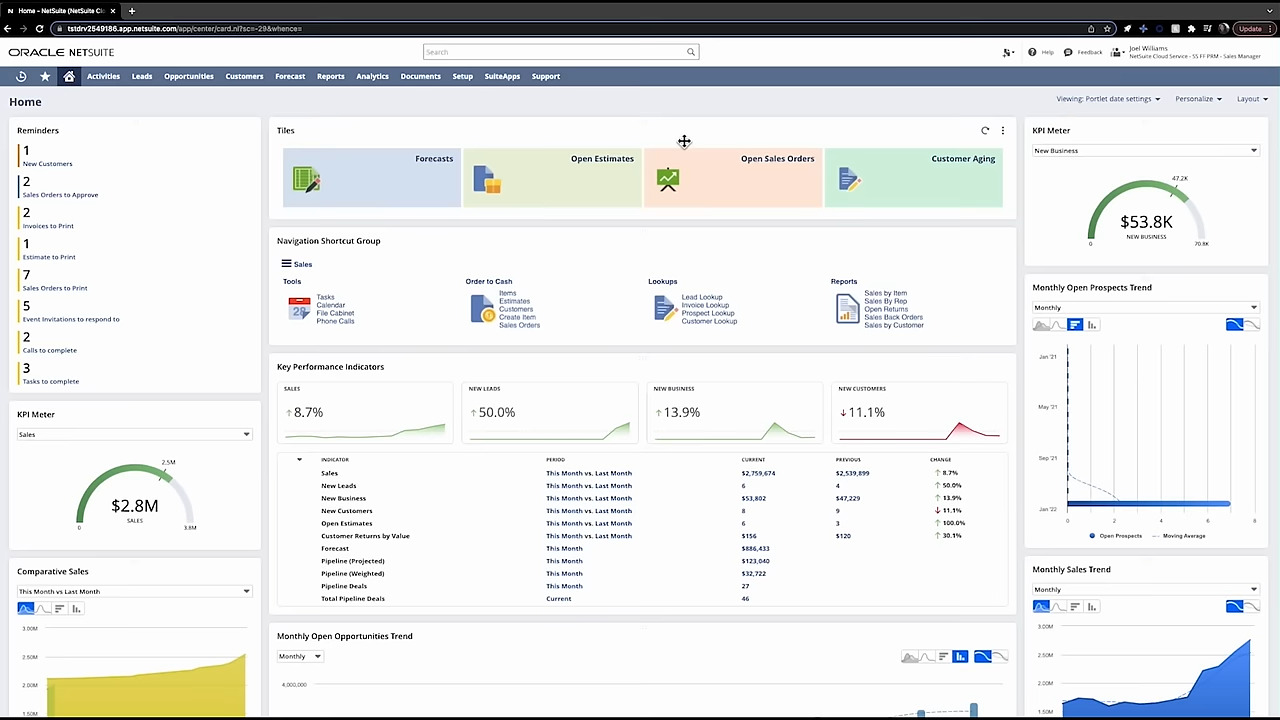 Home - NetSuite (NetSuite Cl
tstdrv2549186.app.netsuite.com/app/center/card.nl?sc=-29&whence=
Update
ORACLE NETSUITE
Search
Help
Feedback
Joel Williams
NetSuite Cloud Service - SS FF PRM - Sales Manager
Activities
Leads
Opportunities
Customers
Forecast
Reports
Analytics
Documents
Setup
SuiteApps
Support
Home
Viewing: Portlet date settings
Personalize
Layout
Reminders
1
New Customers
2
Sales Orders to Approve
2
Invoices to Print
1
Estimate to Print
7
Sales Orders to Print
5
Event Invitations to respond to
2
Calls to complete
3
Tasks to complete
KPI Meter
Sales
2.5M
$2.8M
SALES
0
3.8M
Comparative Sales
This Month vs Last Month
3.00M
2.50M
2.00M
1.50M
Tiles
Forecasts
Open Estimates
Open Sales Orders
Customer Aging
Navigation Shortcut Group
Sales
Tools
Tasks
Calendar
File Cabinet
Phone Calls
Order to Cash
Items
Estimates
Customers
Create Item
Sales Orders
Lookups
Lead Lookup
Invoice Lookup
Prospect Lookup
Customer Lookup
Reports
Sales by Item
Sales By Rep
Open Returns
Sales Back Orders
Sales by Customer
Key Performance Indicators
SALES
8.7%
NEW LEADS
50.0%
NEW BUSINESS
13.9%
NEW CUSTOMERS
11.1%
INDICATOR PERIOD CURRENT PREVIOUS CHANGE
Sales This Month vs. Last Month $2,759,674 $2,539,899 8.7%
New Leads This Month vs. Last Month 6 4 50.0%
New Business This Month vs. Last Month $53,802 $47,229 13.9%
New Customers This Month vs. Last Month 8 9 11.1%
Open Estimates This Month vs. Last Month 6 3 100.0%
Customer Returns by Value This Month vs. Last Month $156 $120 30.1%
Forecast This Month $886,433
Pipeline (Projected) This Month $123,040
Pipeline (Weighted) This Month $32,722
Pipeline Deals This Month 27
Total Pipeline Deals Current 46
Monthly Open Opportunities Trend
Monthly
4,000,000
KPI Meter
New Business
47.2K
$53.8K
NEW BUSINESS
0
70.8K
Monthly Open Prospects Trend
Monthly
Jan '21
May '21
Sep '21
Jan '22
0 2 4 6 8
Open Prospects
Moving Average
Monthly Sales Trend
Monthly
3.00M
2.50M
2.00M
1.50M